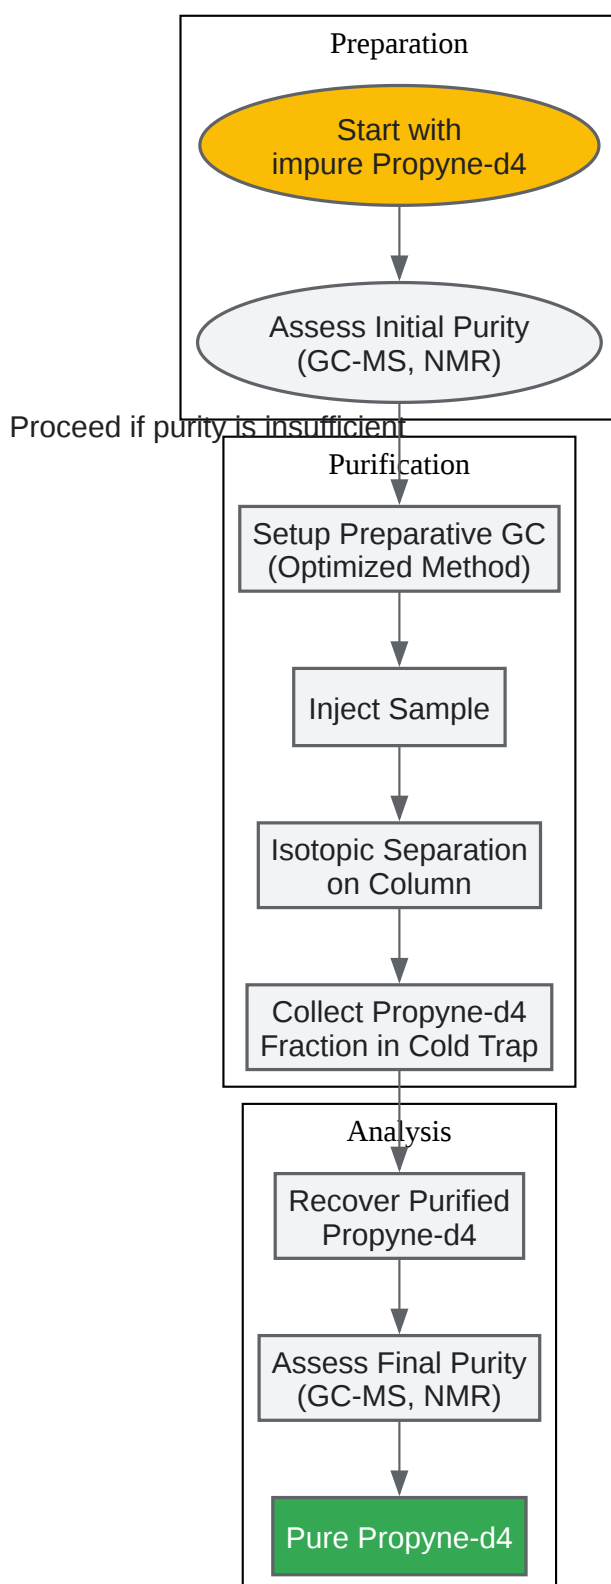 Preparation
Start with
impure Propyne-d4
Assess Initial Purity
(GC-MS, NMR)
Proceed if purity is insufficient
Purification
Setup Preparative GC
(Optimized Method)
Inject Sample
Isotopic Separation
on Column
Collect Propyne-d4
Fraction in Cold Trap
Analysis
Recover Purified
Propyne-d4
Assess Final Purity
(GC-MS, NMR)
Pure Propyne-d4